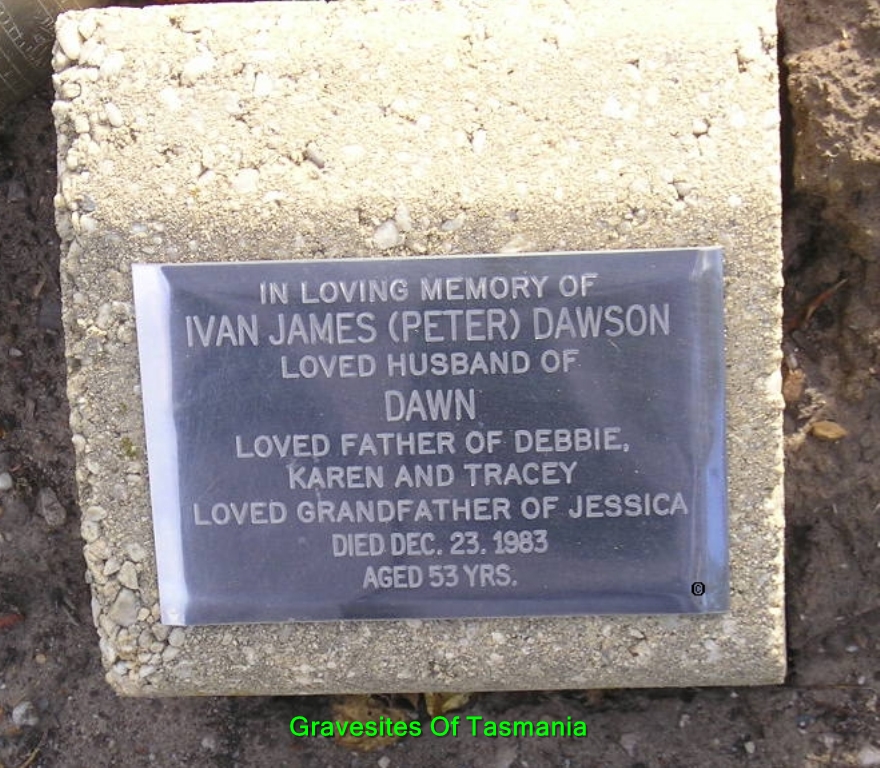 IN LOVING MEMORY OF
IVAN JAMES (PETER) DAWSON
LOVED HUSBAND OF
DAWN
LOVED FATHER OF DEBBIE,
KAREN AND TRACEY
LOVED GRANDFATHER OF JESSICA
DIED DEC. 23. 1983
AGED 53 YRS.
©
Gravesites Of Tasmania